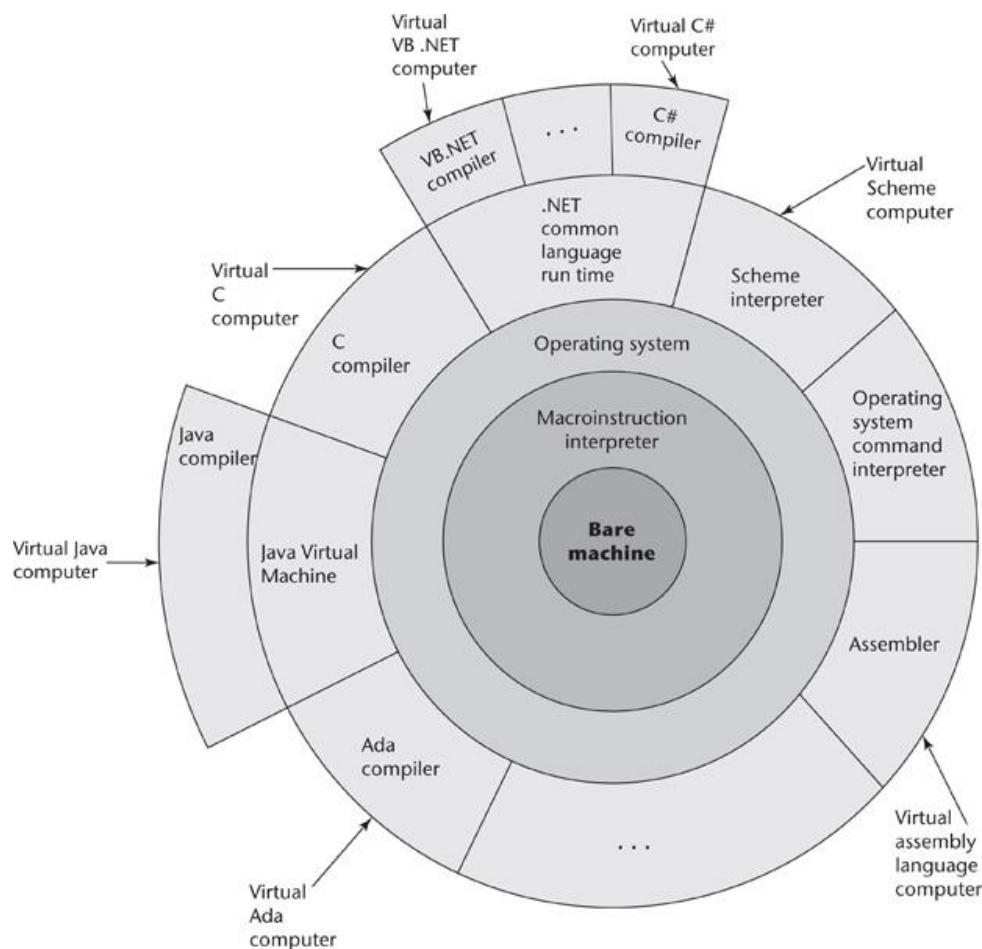 Virtual
VB .NET
computer
Virtual C#
computer
VB.NET
compiler
...
C#
compiler
Virtual
Scheme
computer
.NET
common
language
run time
Virtual
C
computer
Scheme
interpreter
C
compiler
Operating system
Operating
system
command
interpreter
Macroinstruction
interpreter
Java
compiler
Bare
machine
Virtual Java
computer
Java Virtual
Machine
Assembler
Ada
compiler
...
Virtual
assembly
language
computer
Virtual
Ada
computer